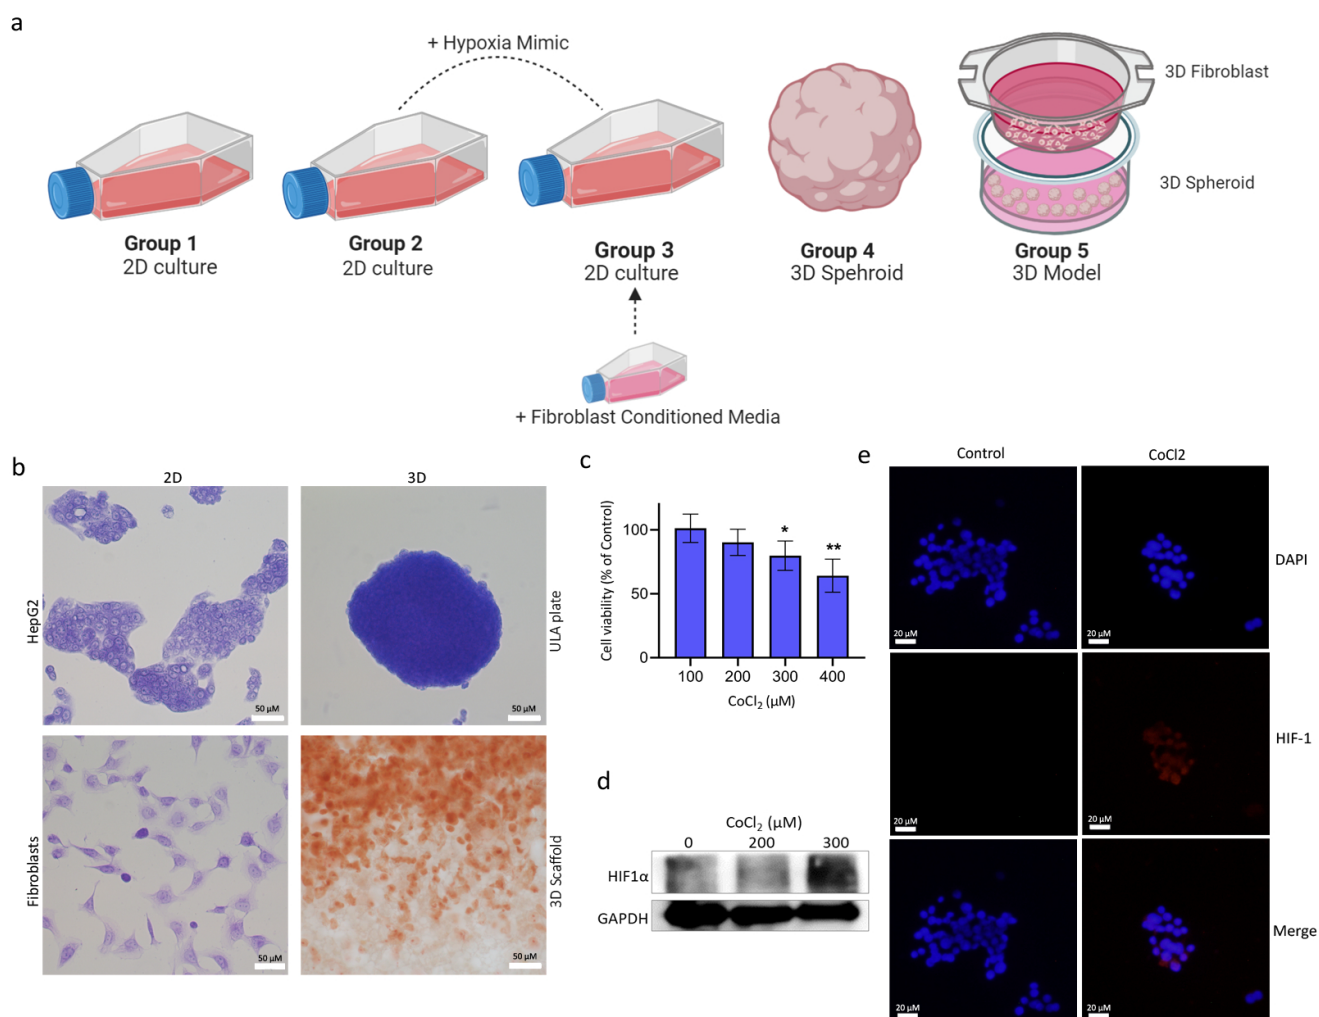 a
+ Hypoxia Mimic
3D Fibroblast
3D Spheroid
Group 1
2D culture
Group 2
2D culture
Group 3
2D culture
Group 4
3D Spehroid
Group 5
3D Model
+ Fibroblast Conditioned Media
b
2D
3D
HepG2
ULA plate
50 µM
50 µM
Fibroblasts
3D Scaffold
50 µM
50 µM
c
Cell viability (% of Control)
100
50
0
*
**
100
200
300
400
CoCl2 (µM)
d
CoCl2 (µM)
0
200
300
HIF1α
GAPDH
e
Control
CoCl2
DAPI
20 µM
20 µM
HIF-1
20 µM
20 µM
Merge
20 µM
20 µM